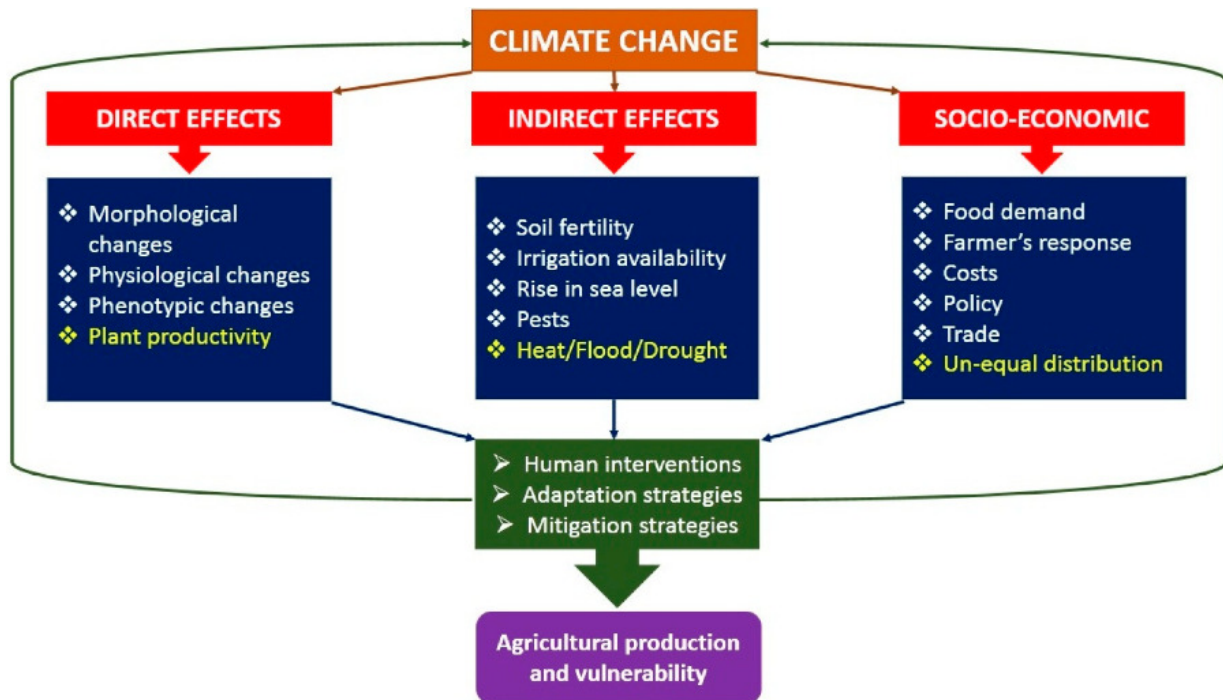 CLIMATE CHANGE
DIRECT EFFECTS
❖ Morphological
changes
❖ Physiological changes
❖ Phenotypic changes
❖ Plant productivity
INDIRECT EFFECTS
❖ Soil fertility
❖ Irrigation availability
❖ Rise in sea level
❖ Pests
❖ Heat/Flood/Drought
SOCIO-ECONOMIC
❖ Food demand
❖ Farmer's response
❖ Costs
❖ Policy
❖ Trade
❖ Un-equal distribution
➢ Human interventions
➢ Adaptation strategies
➢ Mitigation strategies
Agricultural production
and vulnerability